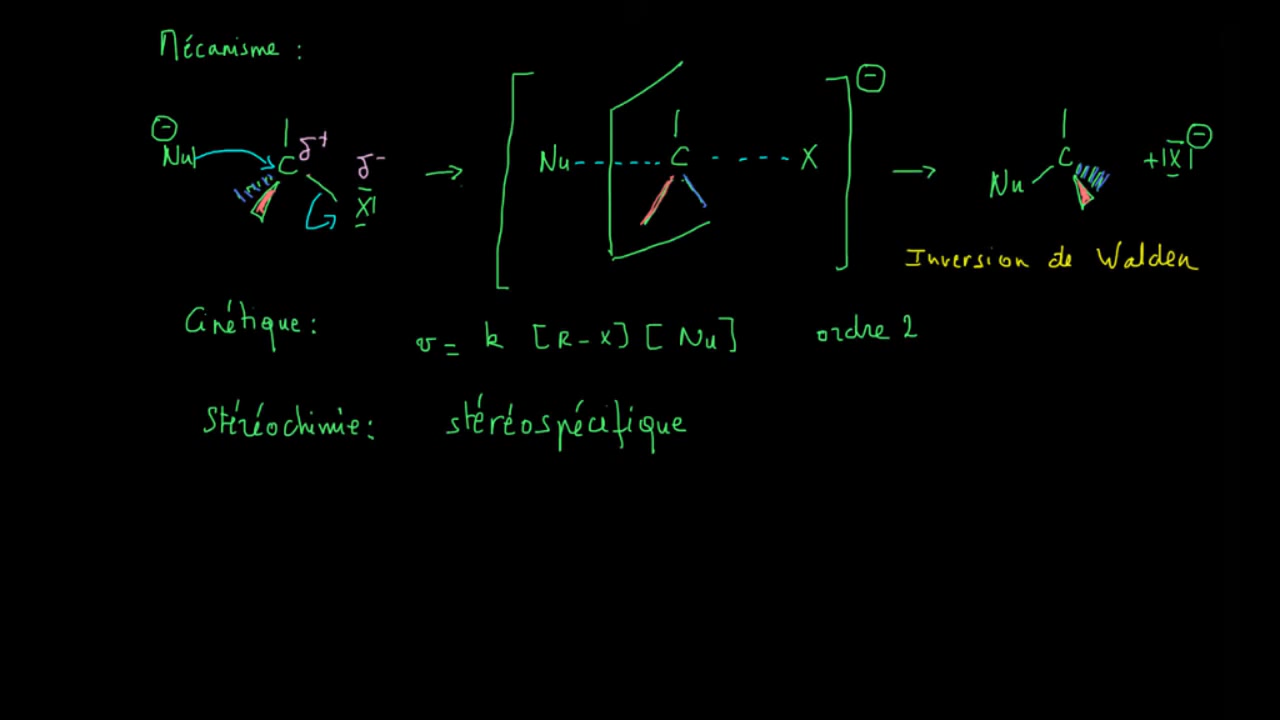 Mécanisme :
⊖ Nu| C δ+ δ- X| → [ Nu --- C --- X ] ⊖ → Nu C + |X| ⊖
Inversion de Walden
Cinétique : v = k [R-X] [Nu] ordre 2
Stéréochimie : stéréospécifique